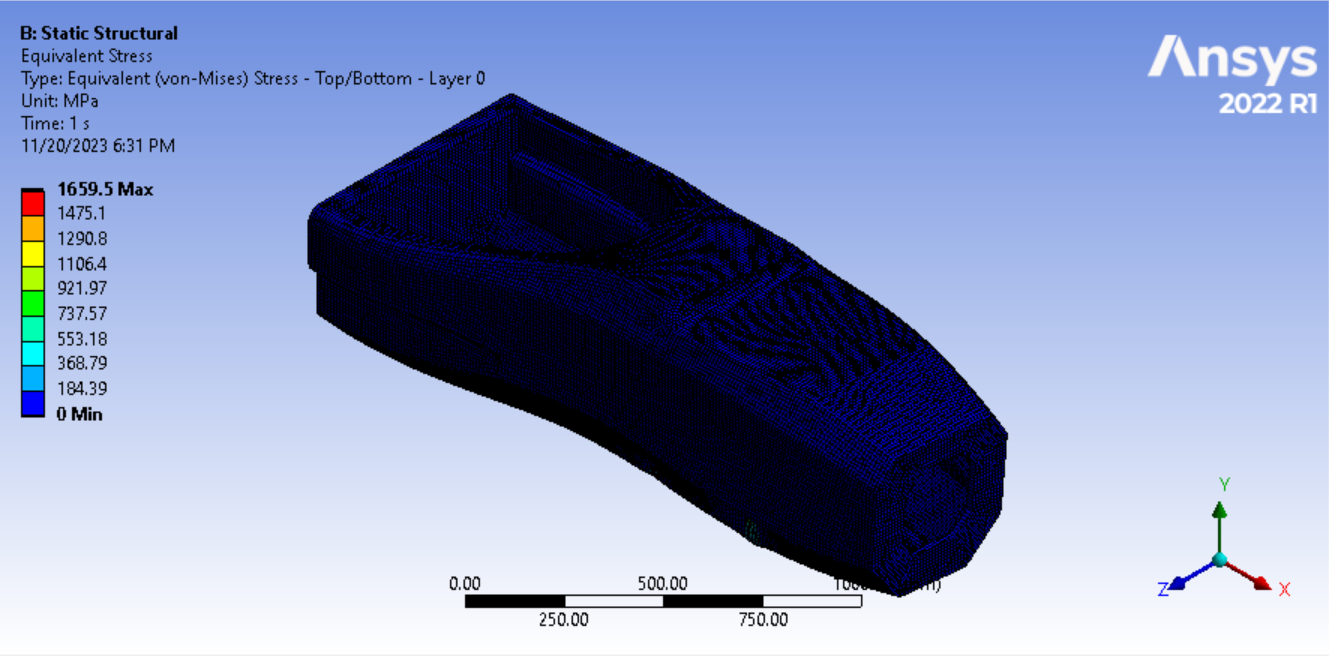 B: Static Structural
Equivalent Stress
Type: Equivalent (von-Mises) Stress - Top/Bottom - Layer 0
Unit: MPa
Time: 1 s
11/20/2023 6:31 PM
Ansys
2022 R1
1659.5 Max
1475.1
1290.8
1106.4
921.97
737.57
553.18
368.79
184.39
0 Min
0.00 500.00
250.00 750.00
Y
Z X